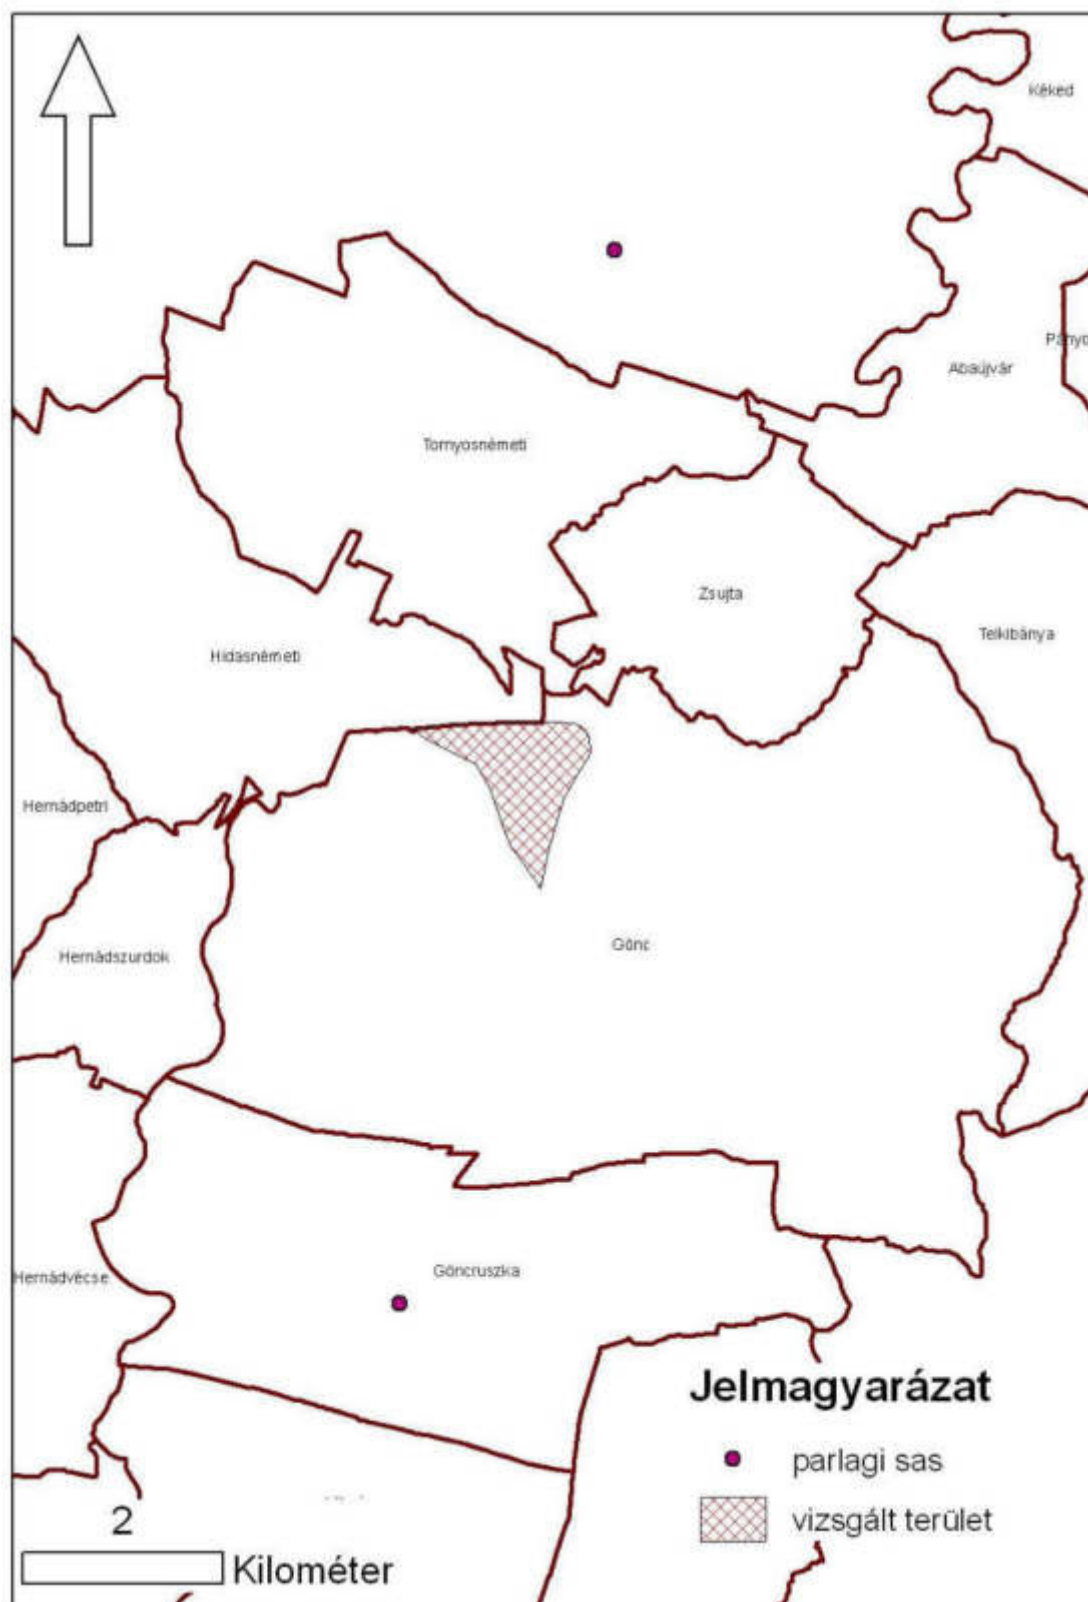 Kéked
Abaújvár
Tornyosnémeti
Zsujta
Telkibánya
Hidasnémeti
Hernádpetri
Gönc
Hernádszurdok
Göncruszka
Hernádvécse
Jelmagyarázat
parlagi sas
vizsgált terület
2
Kilométer